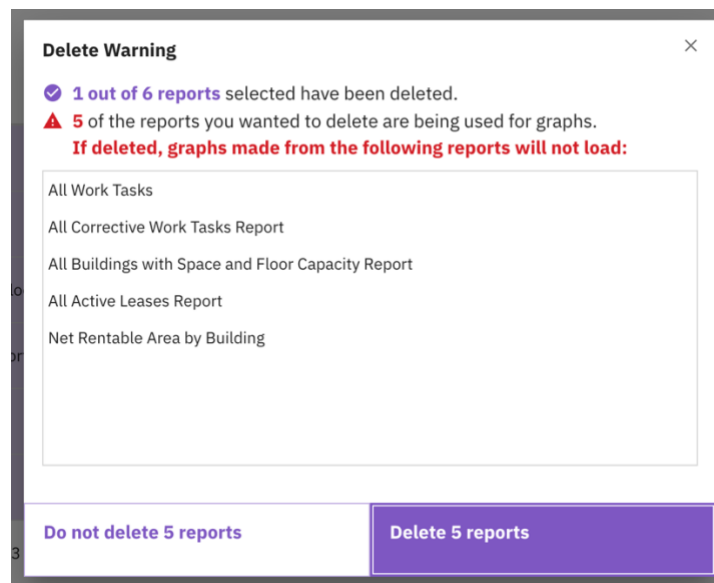 Delete Warning
1 out of 6 reports selected have been deleted.
5 of the reports you wanted to delete are being used for graphs.
If deleted, graphs made from the following reports will not load:
All Work Tasks
All Corrective Work Tasks Report
All Buildings with Space and Floor Capacity Report
All Active Leases Report
Net Rentable Area by Building
Do not delete 5 reports
Delete 5 reports